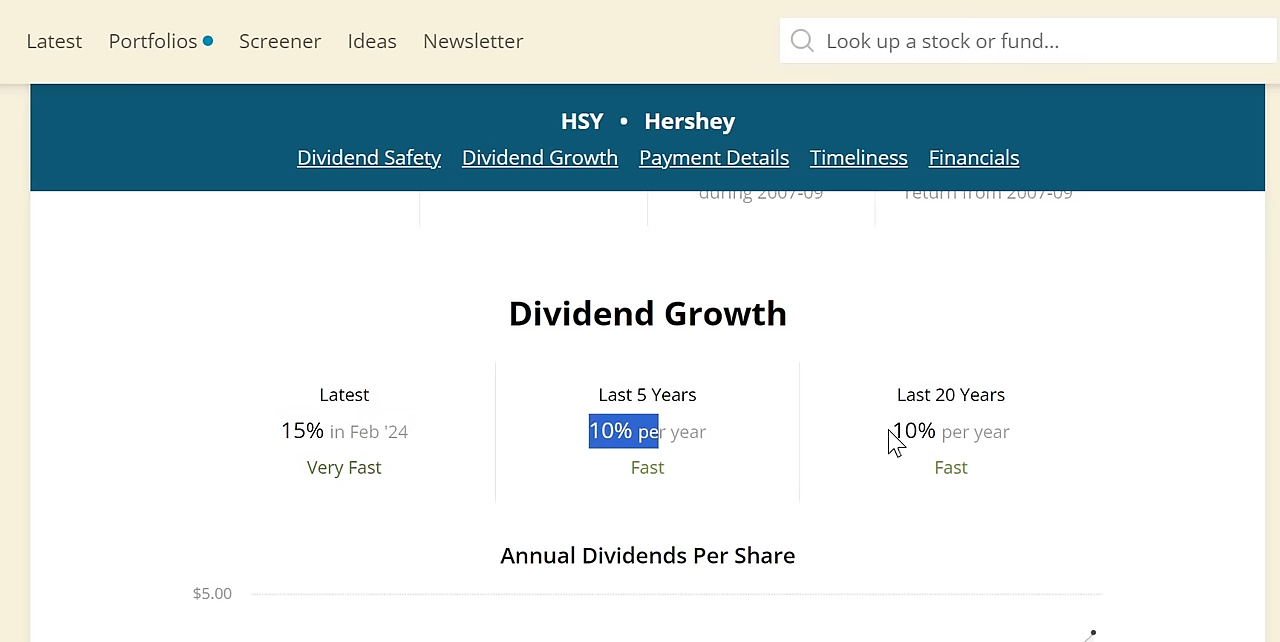 Latest Portfolios Screener Ideas Newsletter Look up a stock or fund...
HSY • Hershey
Dividend Safety Dividend Growth Payment Details Timeliness Financials
during 2007-09 return from 2007-09
Dividend Growth
Latest Last 5 Years Last 20 Years
15% in Feb '24 10% per year 10% per year
Very Fast Fast Fast
Annual Dividends Per Share
$5.00